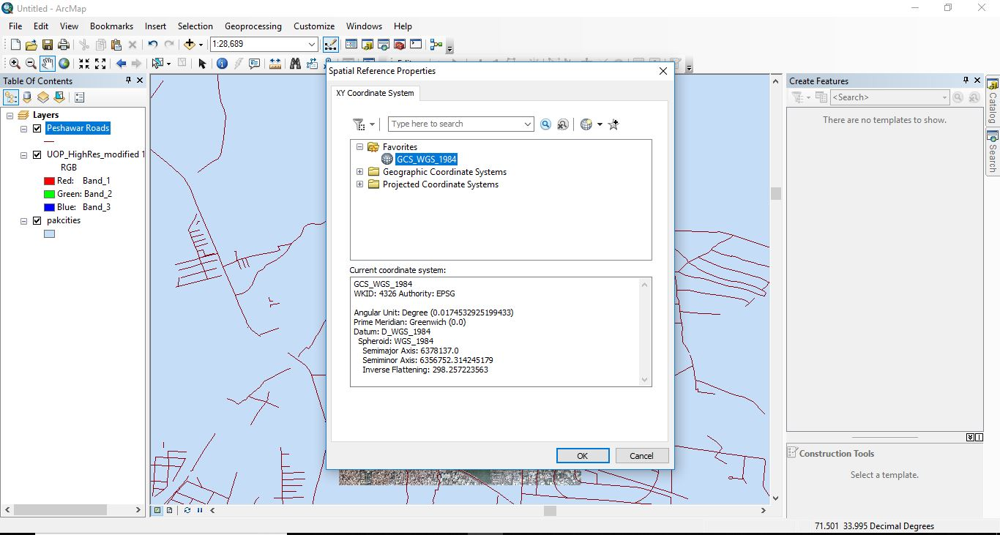 Untitled - ArcMap
File Edit View Bookmarks Insert Selection Geoprocessing Customize Windows Help
1:28,689
Table Of Contents
Layers
Peshawar Roads
UOP_HighRes_modified 1
RGB
Red: Band_1
Green: Band_2
Blue: Band_3
pakcities
Spatial Reference Properties
XY Coordinate System
Type here to search
Favorites
GCS_WGS_1984
Geographic Coordinate Systems
Projected Coordinate Systems
Current coordinate system:
GCS_WGS_1984
WKID: 4326 Authority: EPSG
Angular Unit: Degree (0.0174532925199433)
Prime Meridian: Greenwich (0.0)
Datum: D_WGS_1984
Spheroid: WGS_1984
Semimajor Axis: 6378137.0
Semiminor Axis: 6356752.314245179
Inverse Flattening: 298.257223563
OK Cancel
Create Features
<Search>
There are no templates to show.
Construction Tools
Select a template.
Catalog
Search
71.501 33.995 Decimal Degrees